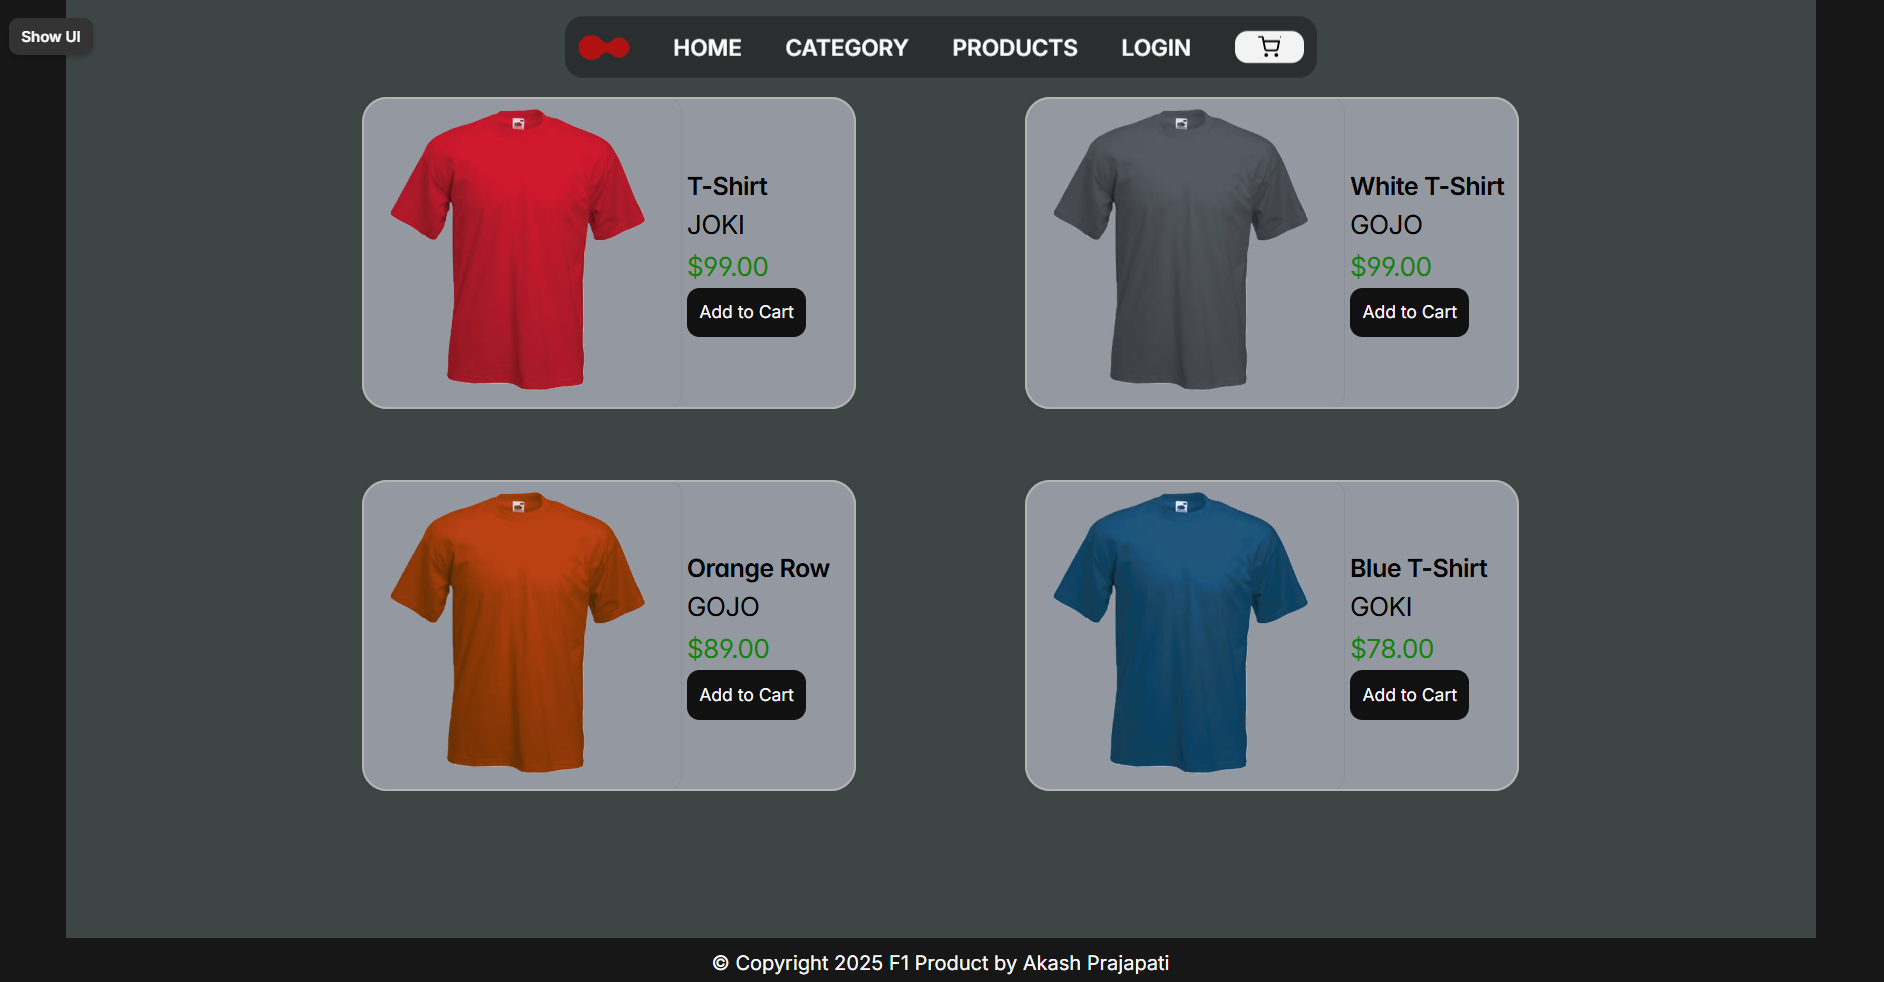 Show UI
HOME CATEGORY PRODUCTS LOGIN
T-Shirt
JOKI
$99.00
Add to Cart
White T-Shirt
GOJO
$99.00
Add to Cart
Orange Row
GOJO
$89.00
Add to Cart
Blue T-Shirt
GOKI
$78.00
Add to Cart
© Copyright 2025 F1 Product by Akash Prajapati